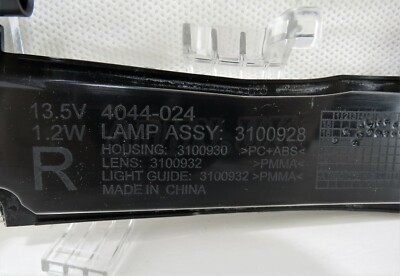 13.5V 4044-024
1.2W LAMP ASSY: 3100928
HOUSING: 3100930 >PC+ABS<
LENS: 3100932 >PMMA<
R LIGHT GUIDE: 3100932 >PMMA<
MADE IN CHINA